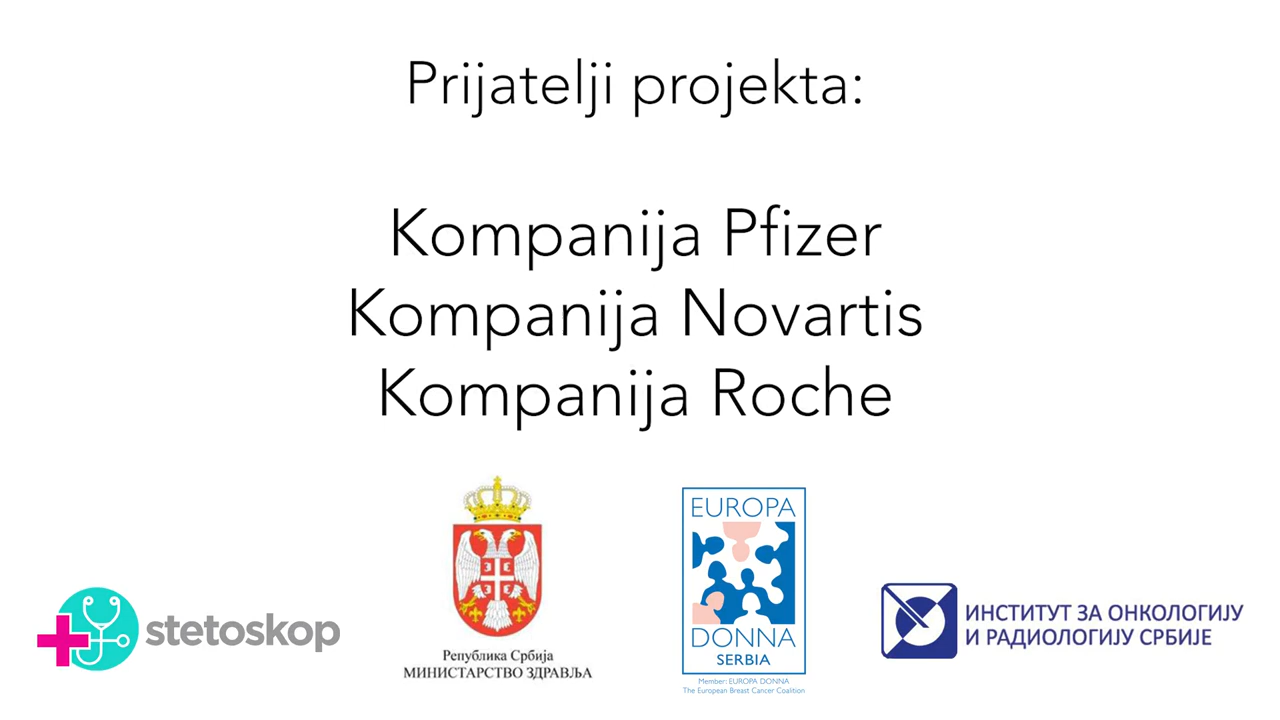 Prijatelji projekta:
Kompanija Pfizer
Kompanija Novartis
Kompanija Roche
stetoskop
Република Србија
МИНИСТАРСТВО ЗДРАВЉА
EUROPA
DONNA
SERBIA
Member: EUROPA DONNA
The European Breast Cancer Coalition
ИНСТИТУТ ЗА ОНКОЛОГИЈУ
И РАДИОЛОГИЈУ СРБИЈЕ